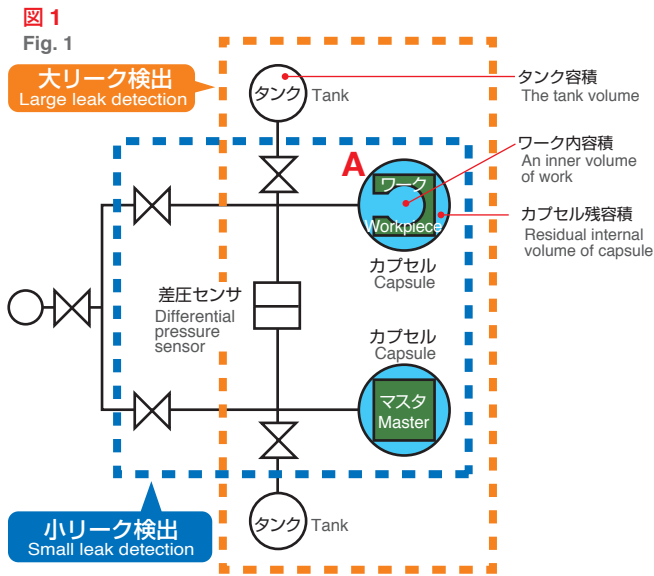 図 1
Fig. 1
大リーク検出
Large leak detection
タンク
Tank
タンク容積
The tank volume
ワーク内容積
An inner volume
of work
カプセル残容積
Residual internal
volume of capsule
A
ワーク
Workpiece
カプセル
Capsule
差圧センサ
Differential
pressure
sensor
カプセル
Capsule
マスタ
Master
タンク
Tank
小リーク検出
Small leak detection